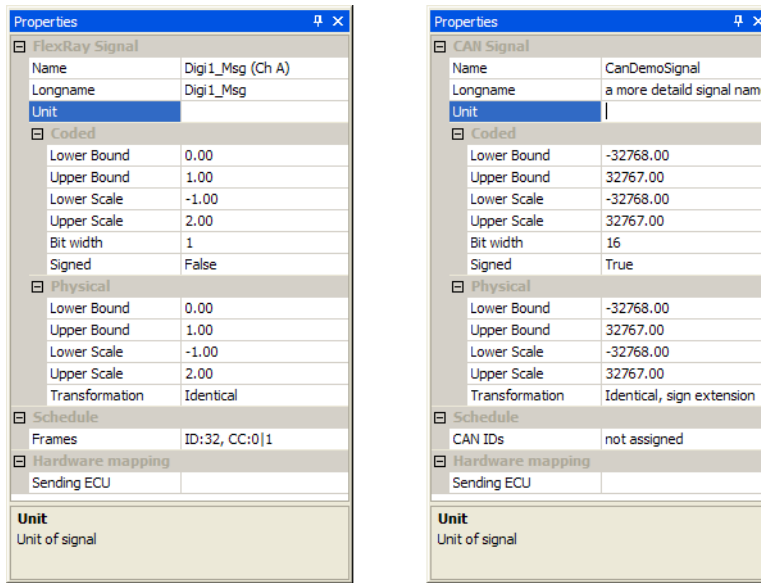 Properties
FlexRay Signal
Name Digi1_Msg (Ch A)
Longname Digi1_Msg
Unit
Coded
Lower Bound 0.00
Upper Bound 1.00
Lower Scale -1.00
Upper Scale 2.00
Bit width 1
Signed False
Physical
Lower Bound 0.00
Upper Bound 1.00
Lower Scale -1.00
Upper Scale 2.00
Transformation Identical
Schedule
Frames ID:32, CC:0|1
Hardware mapping
Sending ECU
Unit
Unit of signal
Properties
CAN Signal
Name CanDemoSignal
Longname a more detaild signal nam
Unit
Coded
Lower Bound -32768.00
Upper Bound 32767.00
Lower Scale -32768.00
Upper Scale 32767.00
Bit width 16
Signed True
Physical
Lower Bound -32768.00
Upper Bound 32767.00
Lower Scale -32768.00
Upper Scale 32767.00
Transformation Identical, sign extension
Schedule
CAN IDs not assigned
Hardware mapping
Sending ECU
Unit
Unit of signal